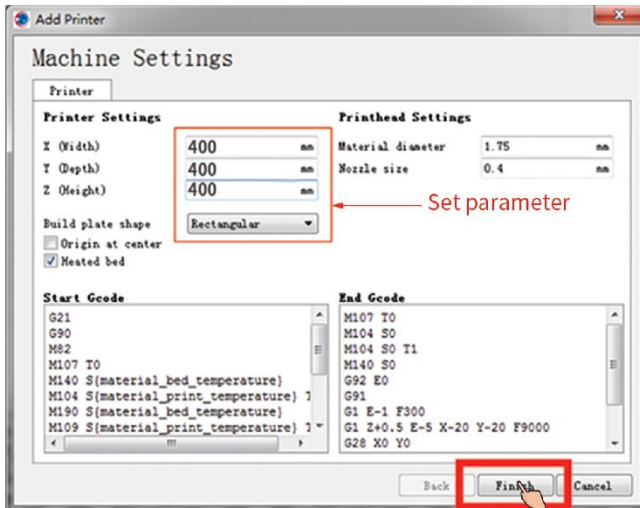 Add Printer
Machine Settings
Printer
Printer Settings
X (Width) 400 mm
Y (Depth) 400 mm
Z (Height) 400 mm
Build plate shape Rectangular
Origin at center
Heated bed
Printhead Settings
Material diameter 1.75 mm
Nozzle size 0.4 mm
Set parameter
Start Gcode
G21
G90
M82
M107 T0
M140 S{material_bed_temperature}
M104 S{material_print_temperature} T
M190 S{material_bed_temperature}
M109 S{material_print_temperature} T
End Gcode
M107 T0
M104 S0
M104 S0 T1
M140 S0
G92 E0
G91
G1 E-1 F300
G1 Z+0.5 E-5 X-20 Y-20 F9000
G28 X0 Y0
Back Finish Cancel